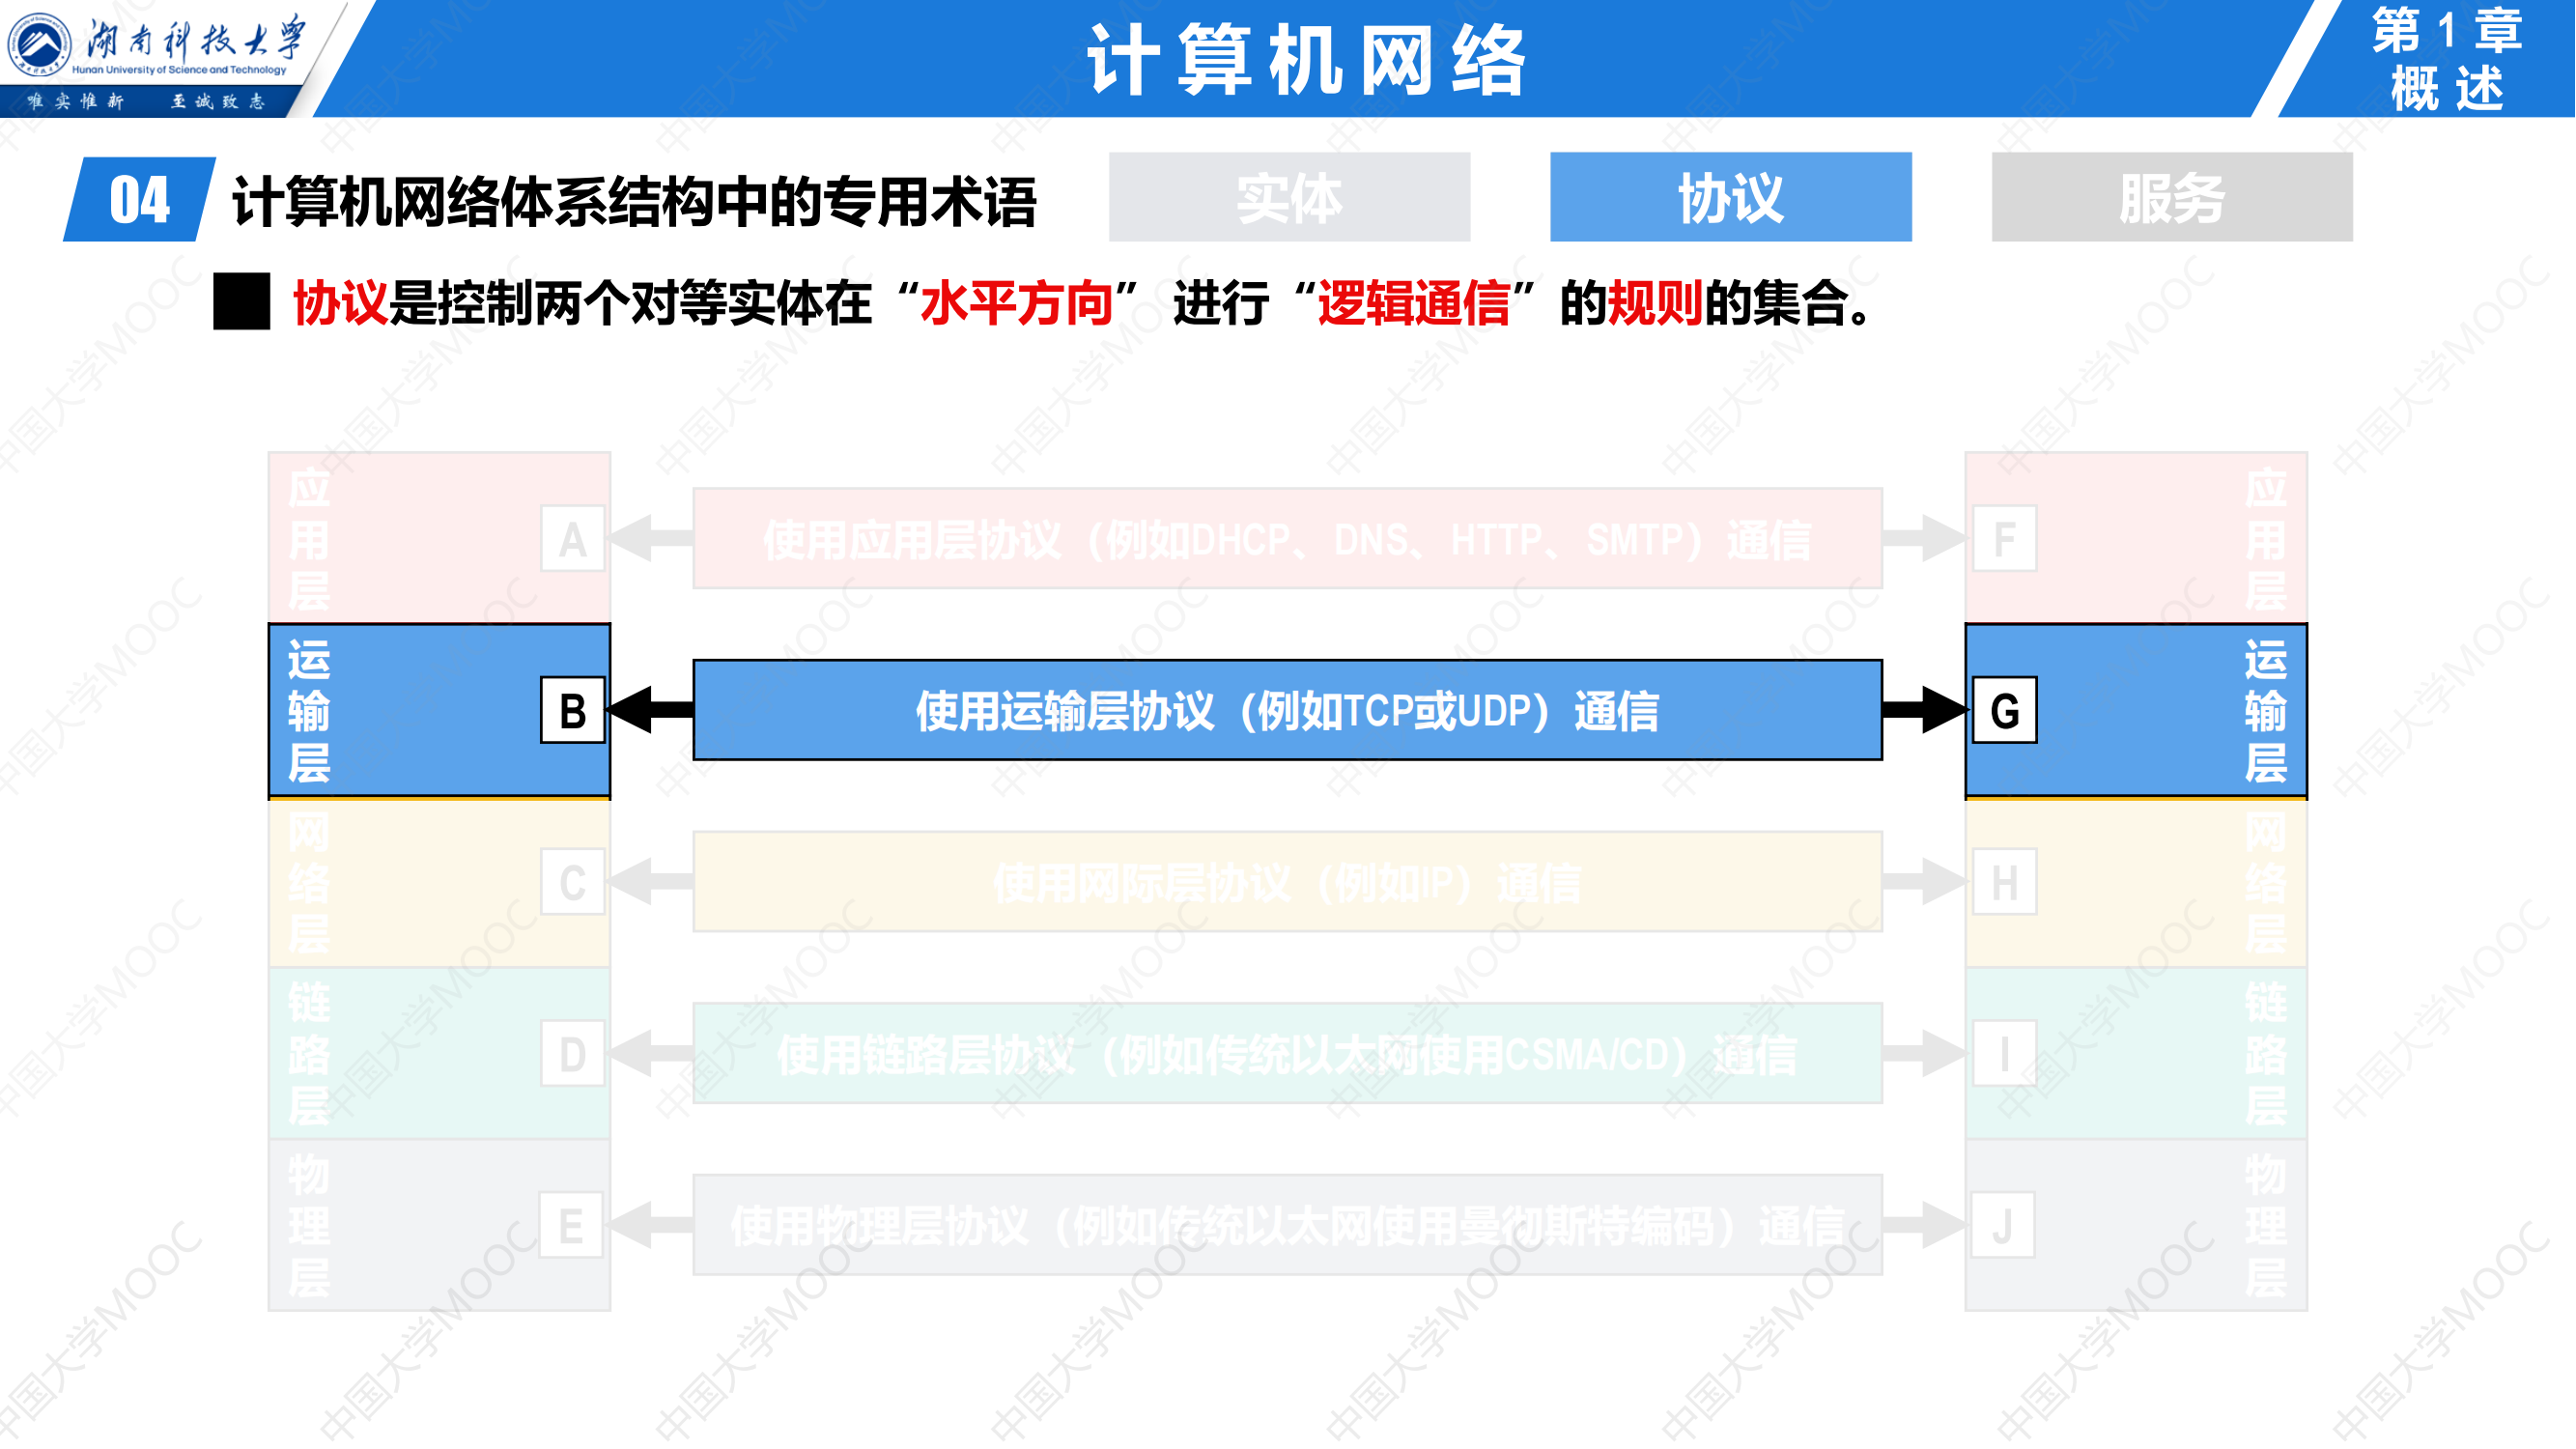 湖南科技大学
Hunan University of Science and Technology
唯实惟新 至诚致志
计算机网络
第1章
概述
04 计算机网络体系结构中的专用术语
实体 协议 服务
协议是控制两个对等实体在“水平方向” 进行“逻辑通信”的规则的集合。
应用层 A 使用应用层协议（例如DHCP、DNS、HTTP、SMTP）通信 F 应用层
运输层 B 使用运输层协议（例如TCP或UDP）通信 G 运输层
网络层 C 使用网际层协议（例如IP）通信 H 网络层
链路层 D 使用链路层协议（例如传统以太网使用CSMA/CD）通信 I 链路层
物理层 E 使用物理层协议（例如传统以太网使用曼彻斯特编码）通信 J 物理层
中国大学MOOC